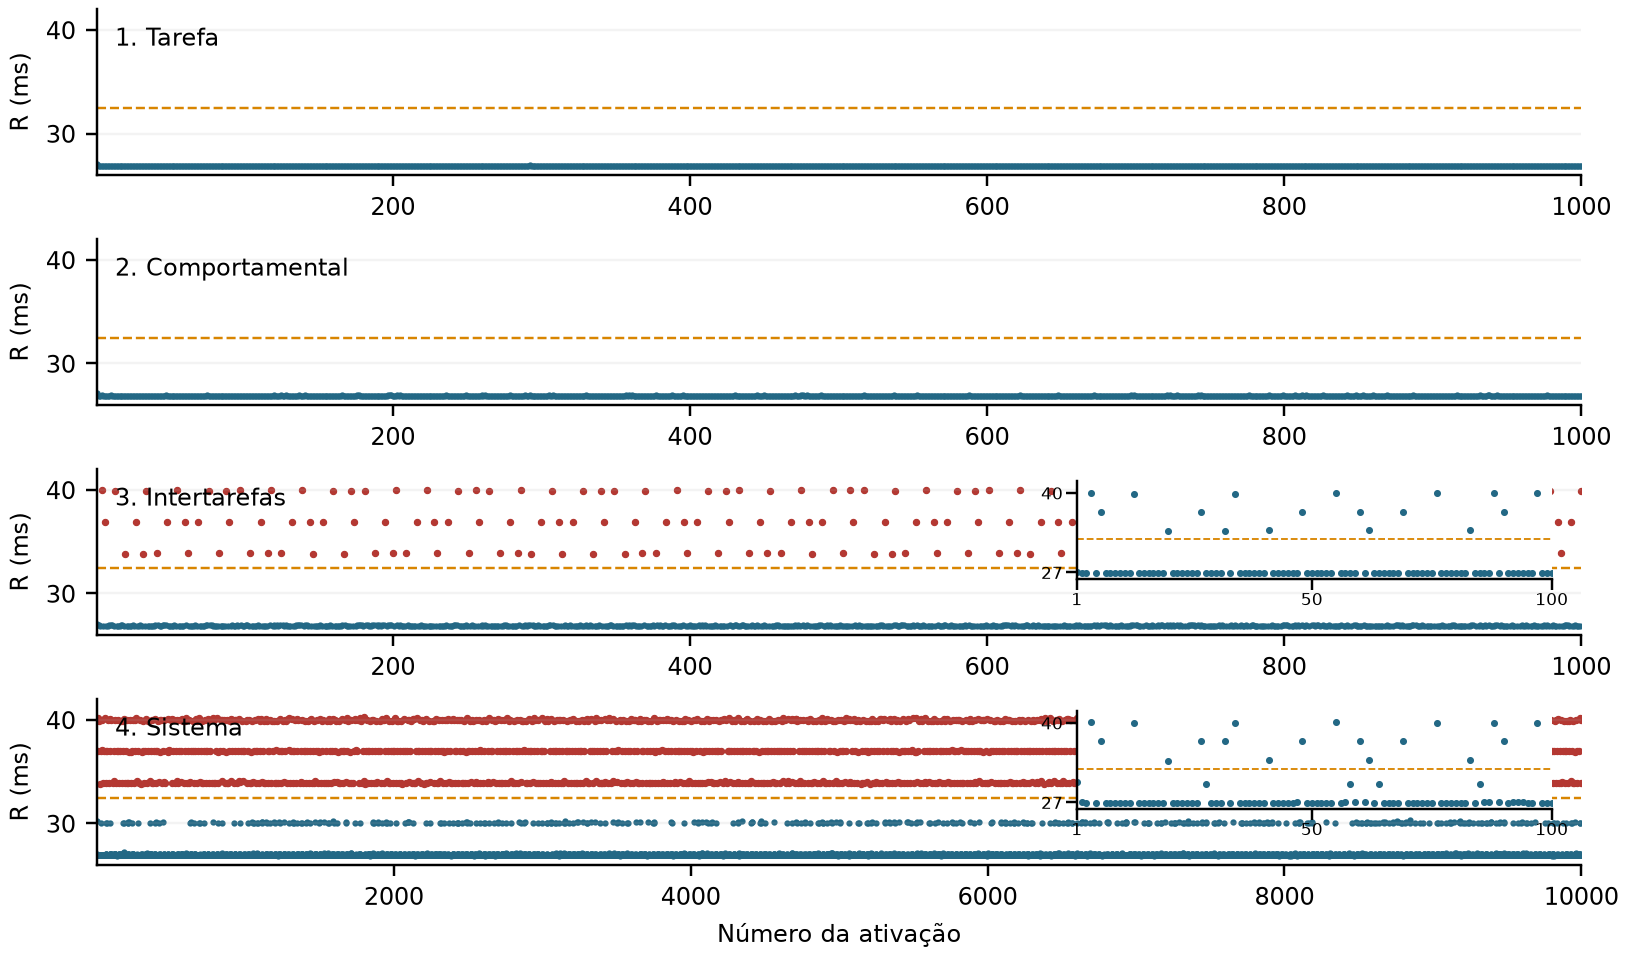 40
1. Tarefa
R (ms)
30
200 400 600 800 1000
40
2. Comportamental
R (ms)
30
200 400 600 800 1000
40
3. Intertarefas
R (ms)
30
40
27
1 50 100
200 400 600 800 1000
40
4. Sistema
R (ms)
30
40
27
1 50 100
2000 4000 6000 8000 10000
Número da ativação